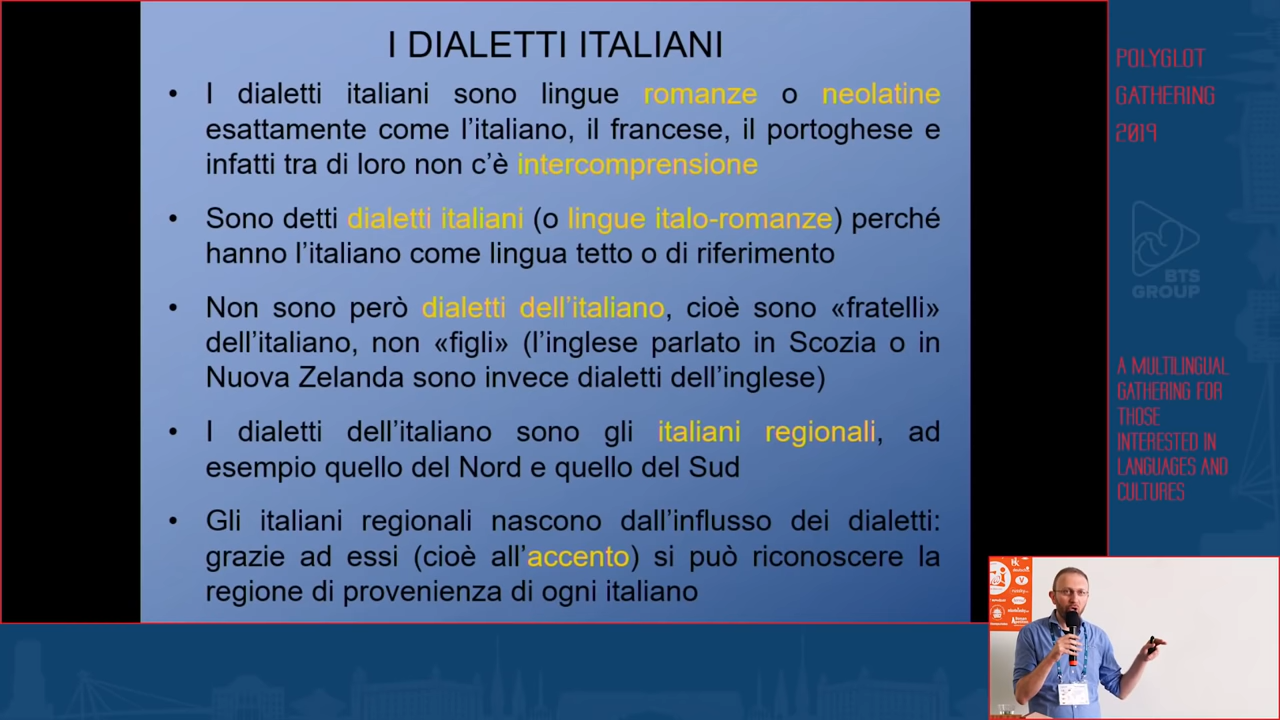 I DIALETTI ITALIANI
• I dialetti italiani sono lingue romanze o neolatine
esattamente come l’italiano, il francese, il portoghese e
infatti tra di loro non c’è intercomprensione
• Sono detti dialetti italiani (o lingue italo-romanze) perché
hanno l’italiano come lingua tetto o di riferimento
• Non sono però dialetti dell’italiano, cioè sono «fratelli»
dell’italiano, non «figli» (l’inglese parlato in Scozia o in
Nuova Zelanda sono invece dialetti dell’inglese)
• I dialetti dell’italiano sono gli italiani regionali, ad
esempio quello del Nord e quello del Sud
• Gli italiani regionali nascono dall’influsso dei dialetti:
grazie ad essi (cioè all’accento) si può riconoscere la
regione di provenienza di ogni italiano
POLYGLOT
GATHERING
2019
BTS
GROUP
A MULTILINGUAL
GATHERING FOR
THOSE
INTERESTED IN
LANGUAGES AND
CULTURES